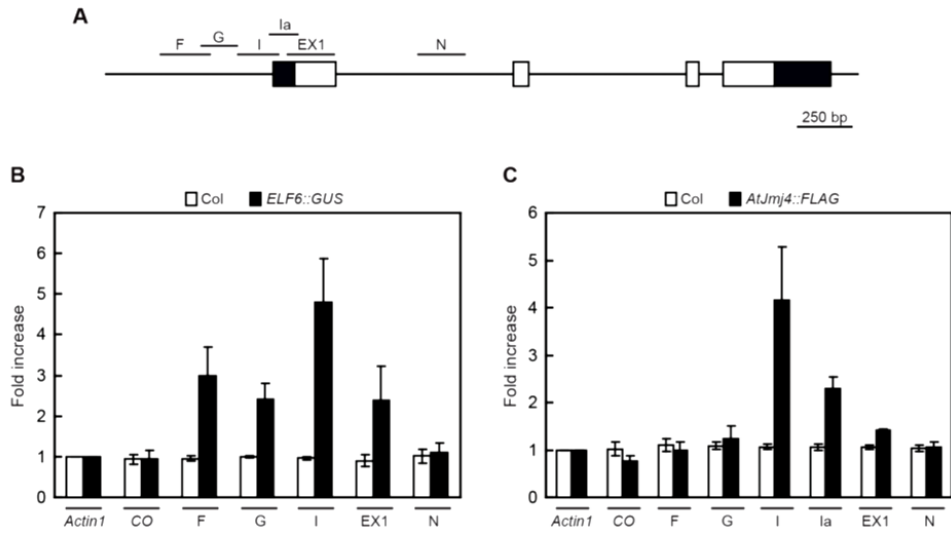 A
Ia
F G I EX1 N
250 bp
B
Col ELF6::GUS
7
6
5
4
3
2
1
0
Fold increase
Actin1 CO F G I EX1 N
C
Col AtJmj4::FLAG
6
5
4
3
2
1
0
Fold increase
Actin1 CO F G I Ia EX1 N